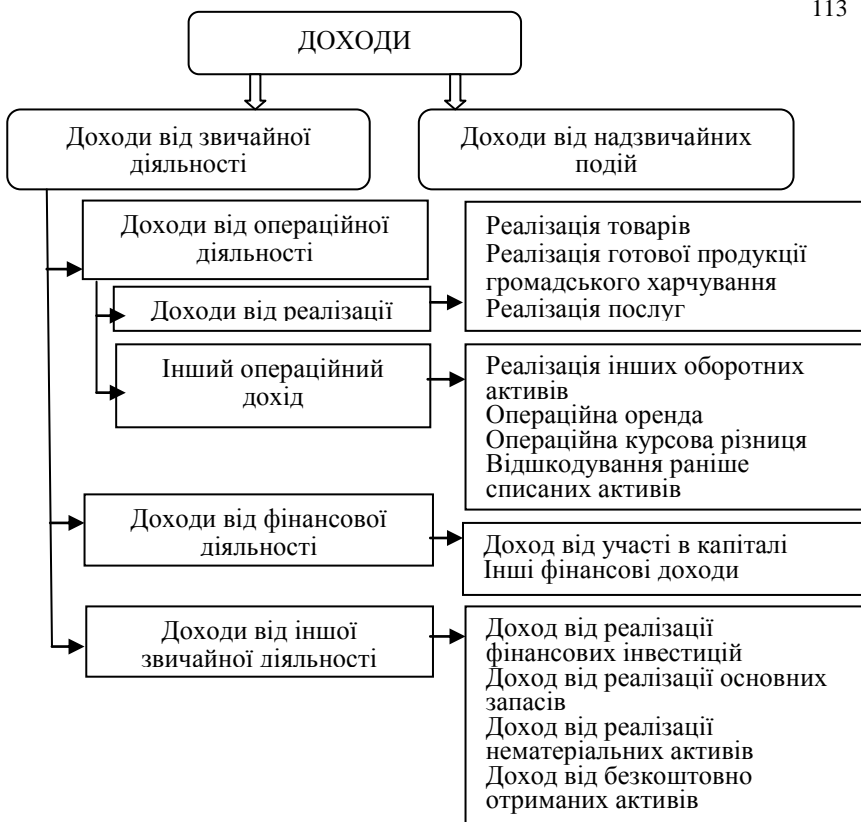 113
ДОХОДИ
Доходи від звичайної
діяльності
Доходи від надзвичайних
подій
Доходи від операційної
діяльності
Доходи від реалізації
Реалізація товарів
Реалізація готової продукції
громадського харчування
Реалізація послуг
Інший операційний
дохід
Реалізація інших оборотних
активів
Операційна оренда
Операційна курсова різниця
Відшкодування раніше
списаних активів
Доходи від фінансової
діяльності
Доход від участі в капіталі
Інші фінансові доходи
Доходи від іншої
звичайної діяльності
Доход від реалізації
фінансових інвестицій
Доход від реалізації основних
запасів
Доход від реалізації
нематеріальних активів
Доход від безкоштовно
отриманих активів